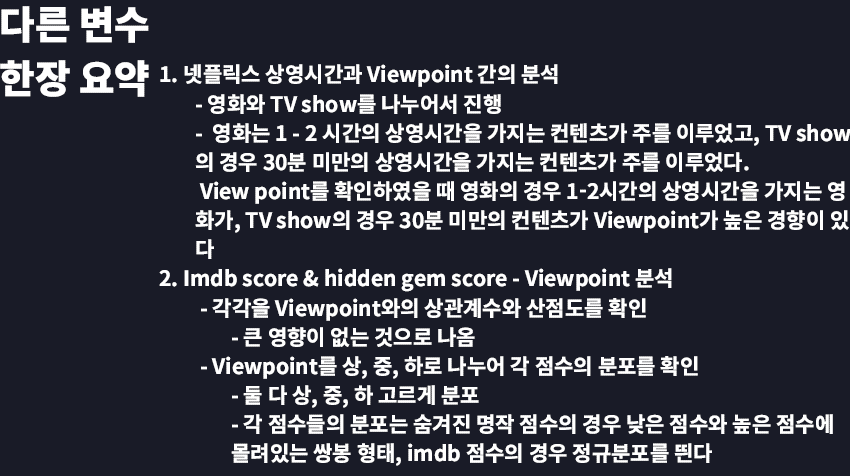 다른 변수
한장 요약
1. 넷플릭스 상영시간과 Viewpoint 간의 분석
- 영화와 TV show를 나누어서 진행
- 영화는 1 - 2 시간의 상영시간을 가지는 컨텐츠가 주를 이루었고, TV show
의 경우 30분 미만의 상영시간을 가지는 컨텐츠가 주를 이루었다.
View point를 확인하였을 때 영화의 경우 1-2시간의 상영시간을 가지는 영
화가, TV show의 경우 30분 미만의 컨텐츠가 Viewpoint가 높은 경향이 있
다
2. Imdb score & hidden gem score - Viewpoint 분석
- 각각을 Viewpoint와의 상관계수와 산점도를 확인
- 큰 영향이 없는 것으로 나옴
- Viewpoint를 상, 중, 하로 나누어 각 점수의 분포를 확인
- 둘 다 상, 중, 하 고르게 분포
- 각 점수들의 분포는 숨겨진 명작 점수의 경우 낮은 점수와 높은 점수에
몰려있는 쌍봉 형태, imdb 점수의 경우 정규분포를 띈다